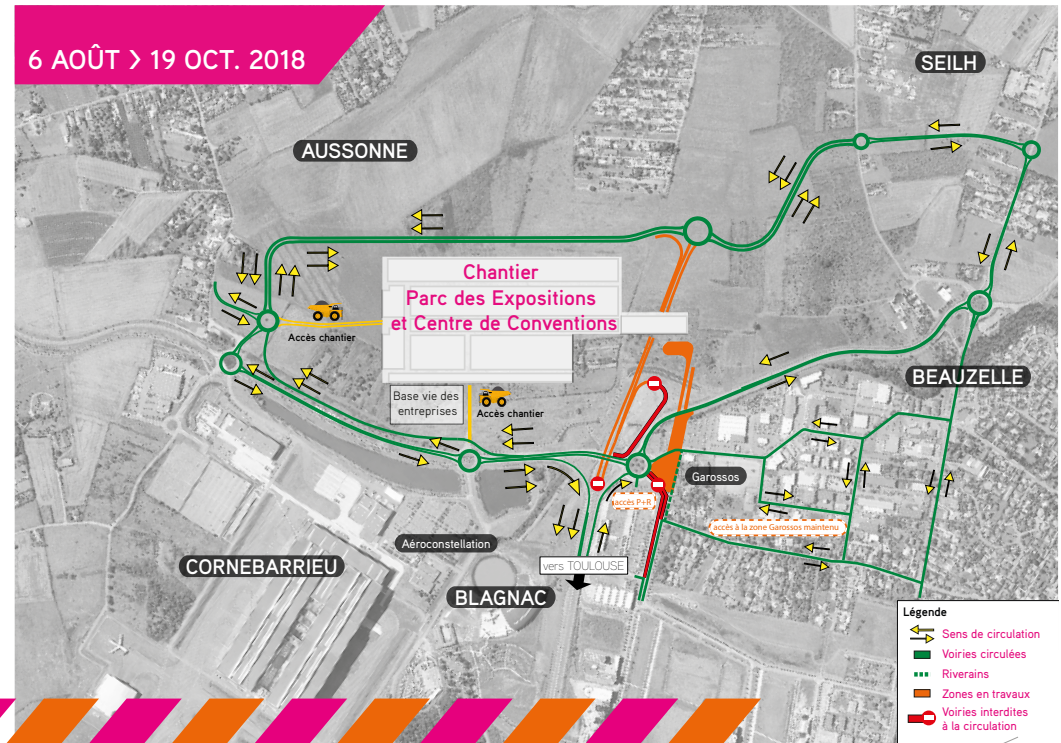 6 AOÛT > 19 OCT. 2018
SEILH
AUSSONNE
Chantier
Parc des Expositions
et Centre de Conventions
Accès chantier
BEAUZELLE
Base vie des
entreprises
Accès chantier
Garossos
accès P+R
accès à la zone Garossos maintenu
Aéroconstellation
CORNEBARRIEU
vers TOULOUSE
BLAGNAC
Légende
Sens de circulation
Voiries circulées
Riverains
Zones en travaux
Voiries interdites
à la circulation